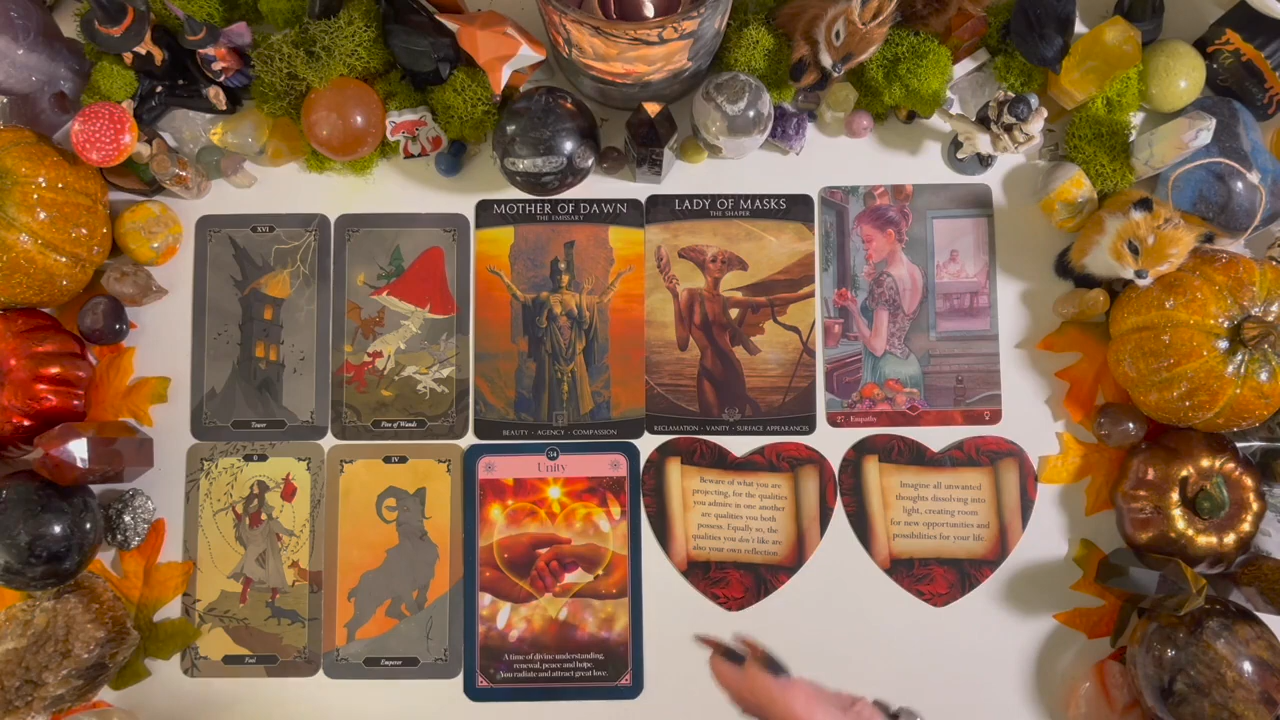 XVI
Tower
Five of Wands
MOTHER OF DAWN
THE EMISSARY
BEAUTY • AGENCY • COMPASSION
LADY OF MASKS
THE SHAPER
RECLAMATION • VANITY • SURFACE APPEARANCES
27 - Empathy
0
Fool
IV
Emperor
34
Unity
A time of divine understanding,
renewal, peace and hope.
You radiate and attract great love.
Beware of what you are
projecting, for the qualities
you admire in one another
are qualities you both
possess. Equally so, the
qualities you don't like are
also your own reflection.
Imagine all unwanted
thoughts dissolving into
light, creating room
for new opportunities and
possibilities for your life.